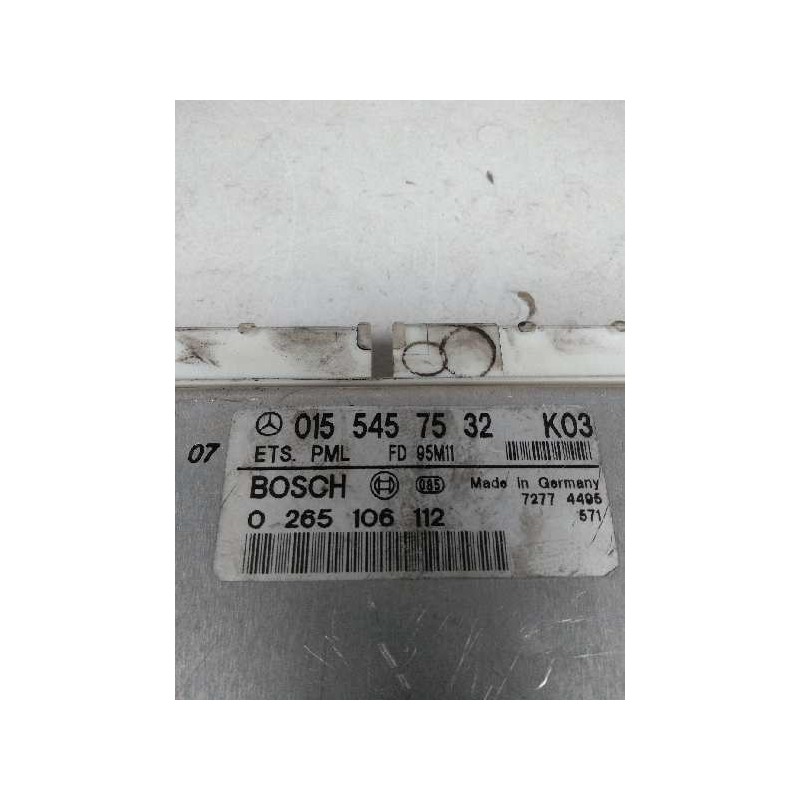 015 545 75 32 K03
07
ETS. PML FD 95M11
BOSCH 085 Made in Germany
7277 4495
0 265 106 112 571